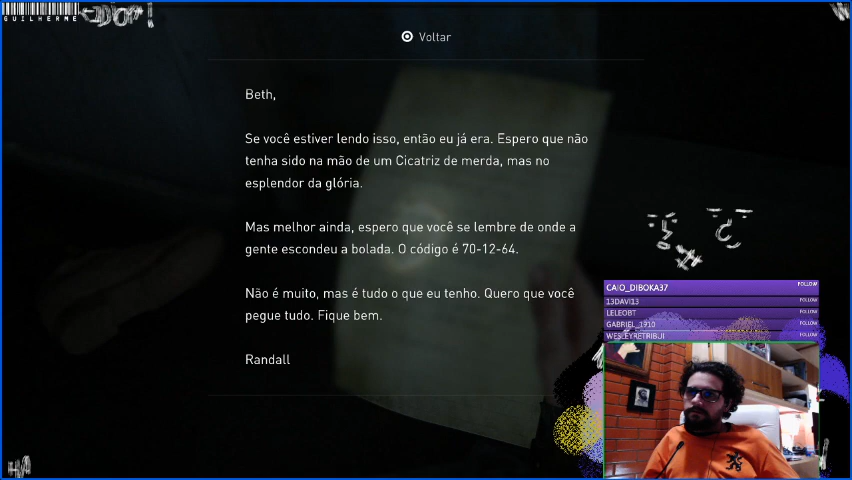 GUILHERME
Voltar
Beth,
Se você estiver lendo isso, então eu já era. Espero que não
tenha sido na mão de um Cicatriz de merda, mas no
esplendor da glória.
Mas melhor ainda, espero que você se lembre de onde a
gente escondeu a bolada. O código é 70-12-64.
Não é muito, mas é tudo o que eu tenho. Quero que você
pegue tudo. Fique bem.
Randall
CAIO_DIBOKA37 FOLLOW
13DAVI13 FOLLOW
LELEOBT FOLLOW
GABRIEL_1910 FOLLOW
WESLEYRETRIBUI FOLLOW